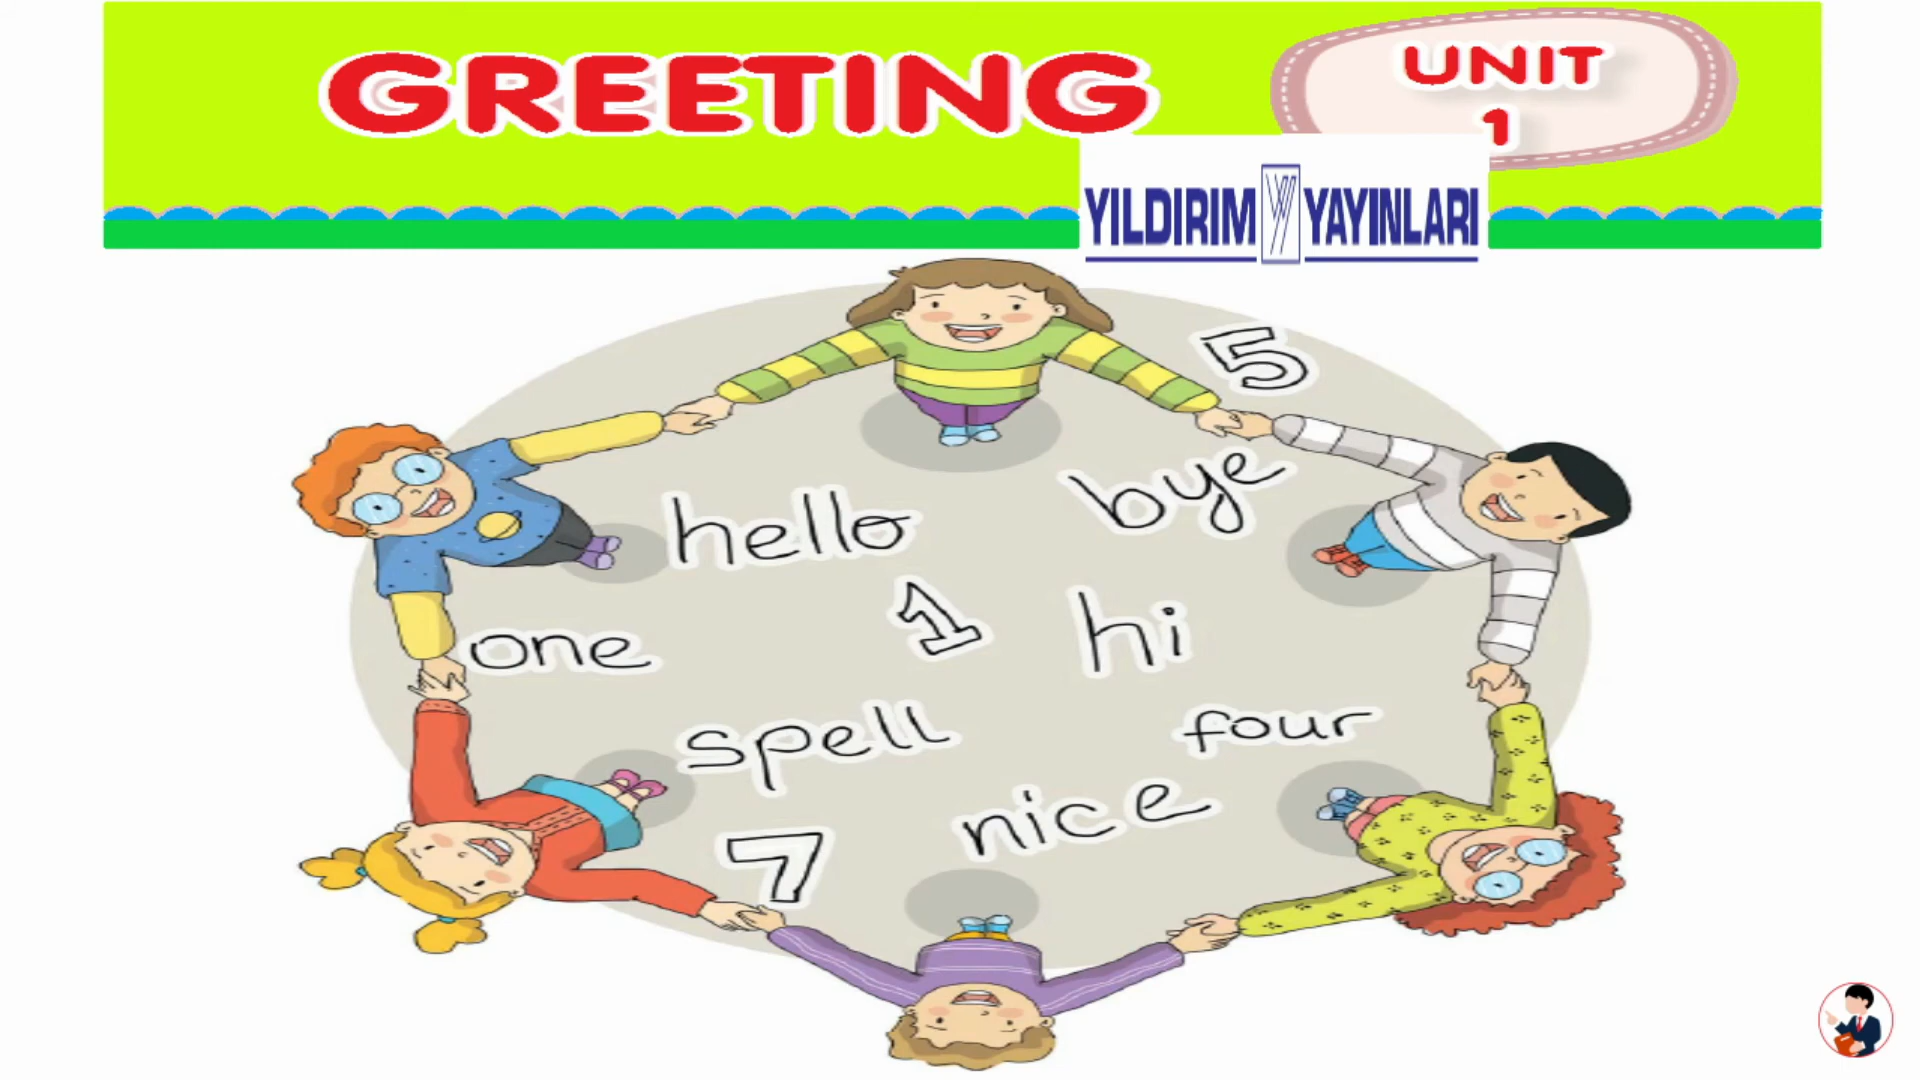 GREETING
UNIT
1
YILDIRIM YAYINLARI
5
bye
hello
1
hi
one
spell
four
nice
7